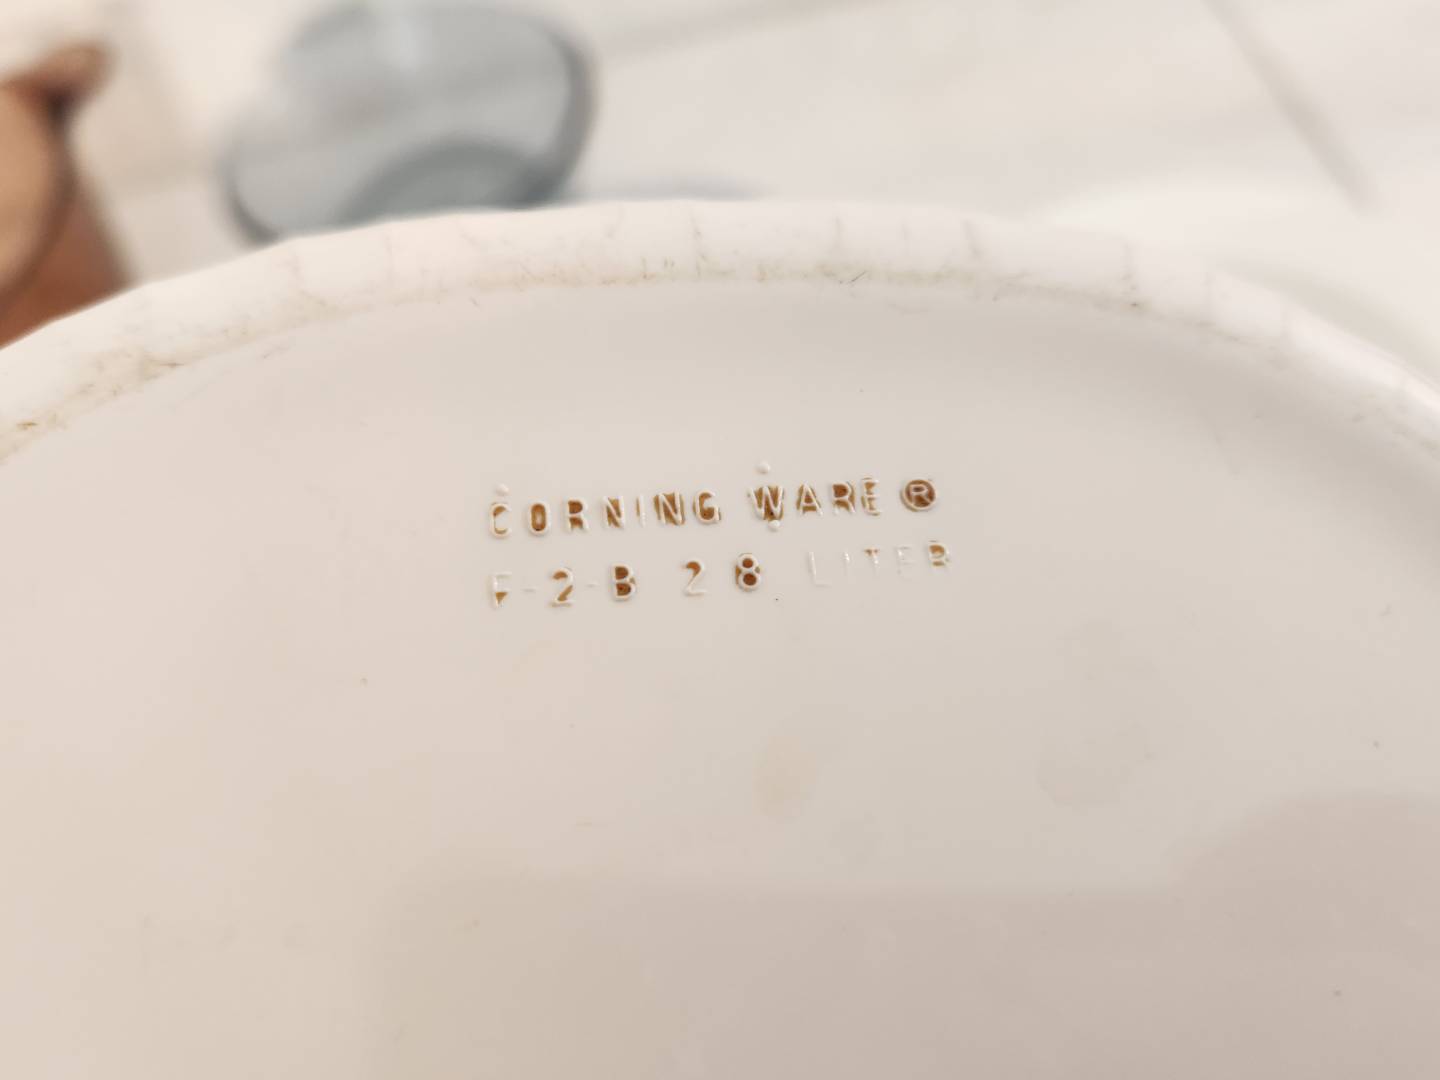 CORNING WARE ®
F-2-B 2 8 LITER